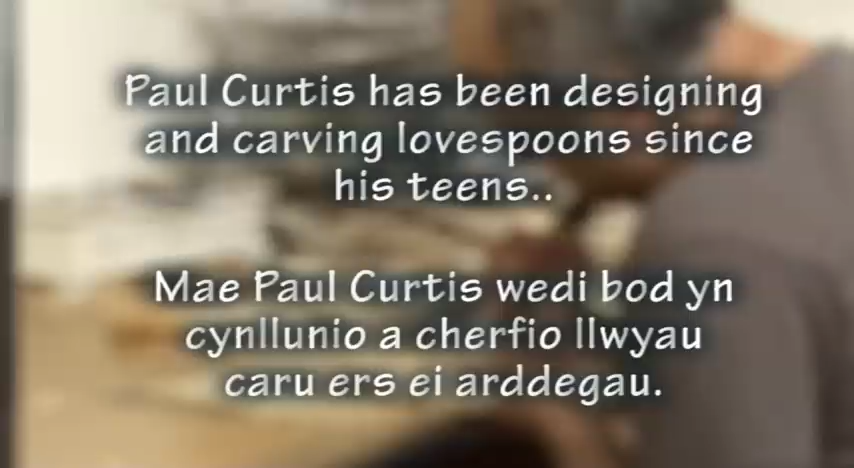 Paul Curtis has been designing
and carving lovespoons since
his teens..
Mae Paul Curtis wedi bod yn
cynllunio a cherfio llwyau
caru ers ei arddegau.